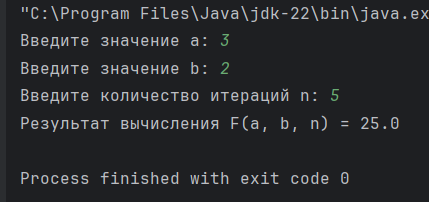 "C:\Program Files\Java\jdk-22\bin\java.ex
Введите значение a: 3
Введите значение b: 2
Введите количество итераций n: 5
Результат вычисления F(a, b, n) = 25.0
Process finished with exit code 0